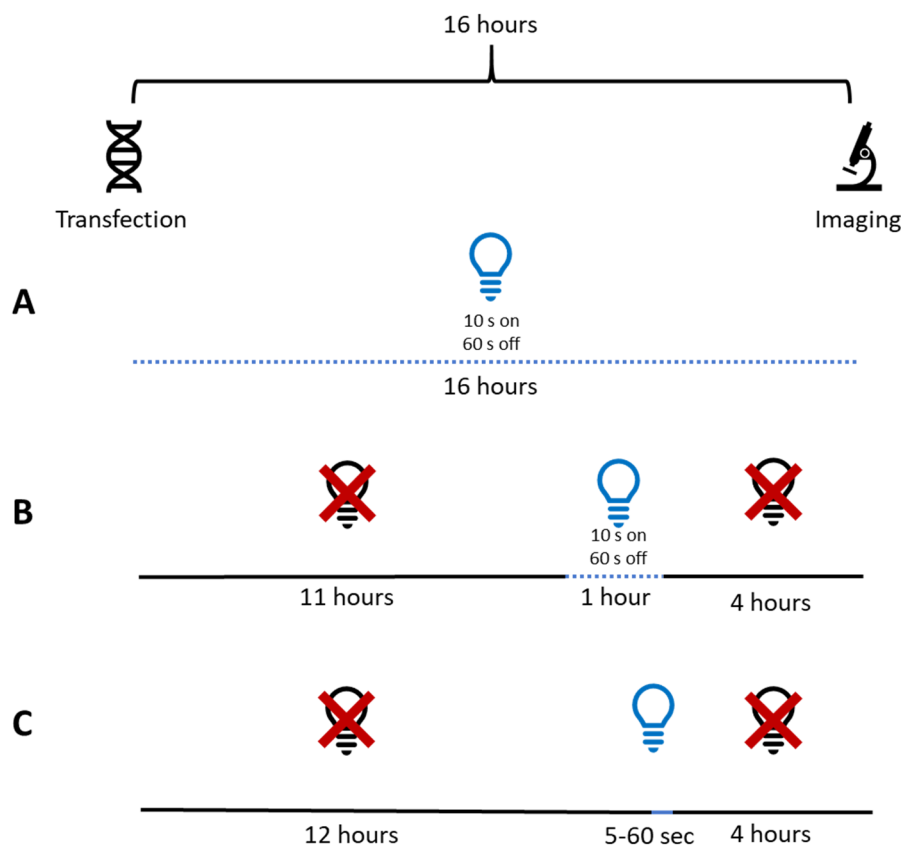 16 hours
Transfection
Imaging
A
10 s on
60 s off
16 hours
B
10 s on
60 s off
11 hours
1 hour
4 hours
C
12 hours
5-60 sec
4 hours